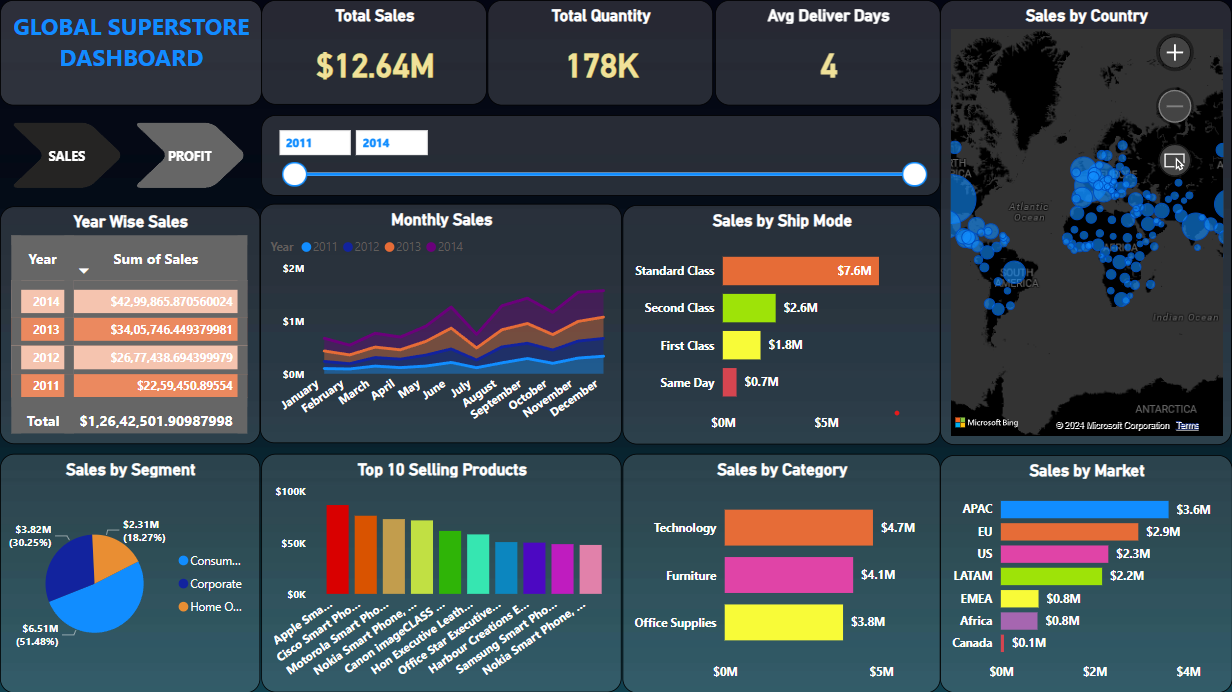 GLOBAL SUPERSTORE
DASHBOARD
Total Sales
$12.64M
Total Quantity
178K
Avg Deliver Days
4
Sales by Country
SALES
PROFIT
2011
2014
Atlantic
Ocean
AFRICA
SOUTH
AMERICA
Indian Ocean
ANTARCTICA
Microsoft Bing
© 2024 Microsoft Corporation Terms
Year Wise Sales
Year Sum of Sales
2014 $42,99,865.870560024
2013 $34,05,746.449379981
2012 $26,77,438.694399979
2011 $22,59,450.89554
Total $1,26,42,501.90987998
Monthly Sales
Year 2011 2012 2013 2014
$2M
$1M
$0M
January
February
March
April
May
June
July
August
September
October
November
December
Sales by Ship Mode
Standard Class $7.6M
Second Class $2.6M
First Class $1.8M
Same Day $0.7M
$0M $5M
Sales by Segment
$3.82M
(30.25%)
$2.31M
(18.27%)
$6.51M
(51.48%)
Consum...
Corporate
Home O...
Top 10 Selling Products
$100K
$50K
$0K
Apple Sma...
Cisco Smart Pho...
Motorola Smart Pho...
Nokia Smart Phone, ...
Canon imageCLASS ...
Hon Executive Leath...
Office Star Executive...
Harbour Creations E...
Samsung Smart Pho...
Nokia Smart Phone, ...
Sales by Category
Technology $4.7M
Furniture $4.1M
Office Supplies $3.8M
$0M $5M
Sales by Market
APAC $3.6M
EU $2.9M
US $2.3M
LATAM $2.2M
EMEA $0.8M
Africa $0.8M
Canada $0.1M
$0M $2M $4M